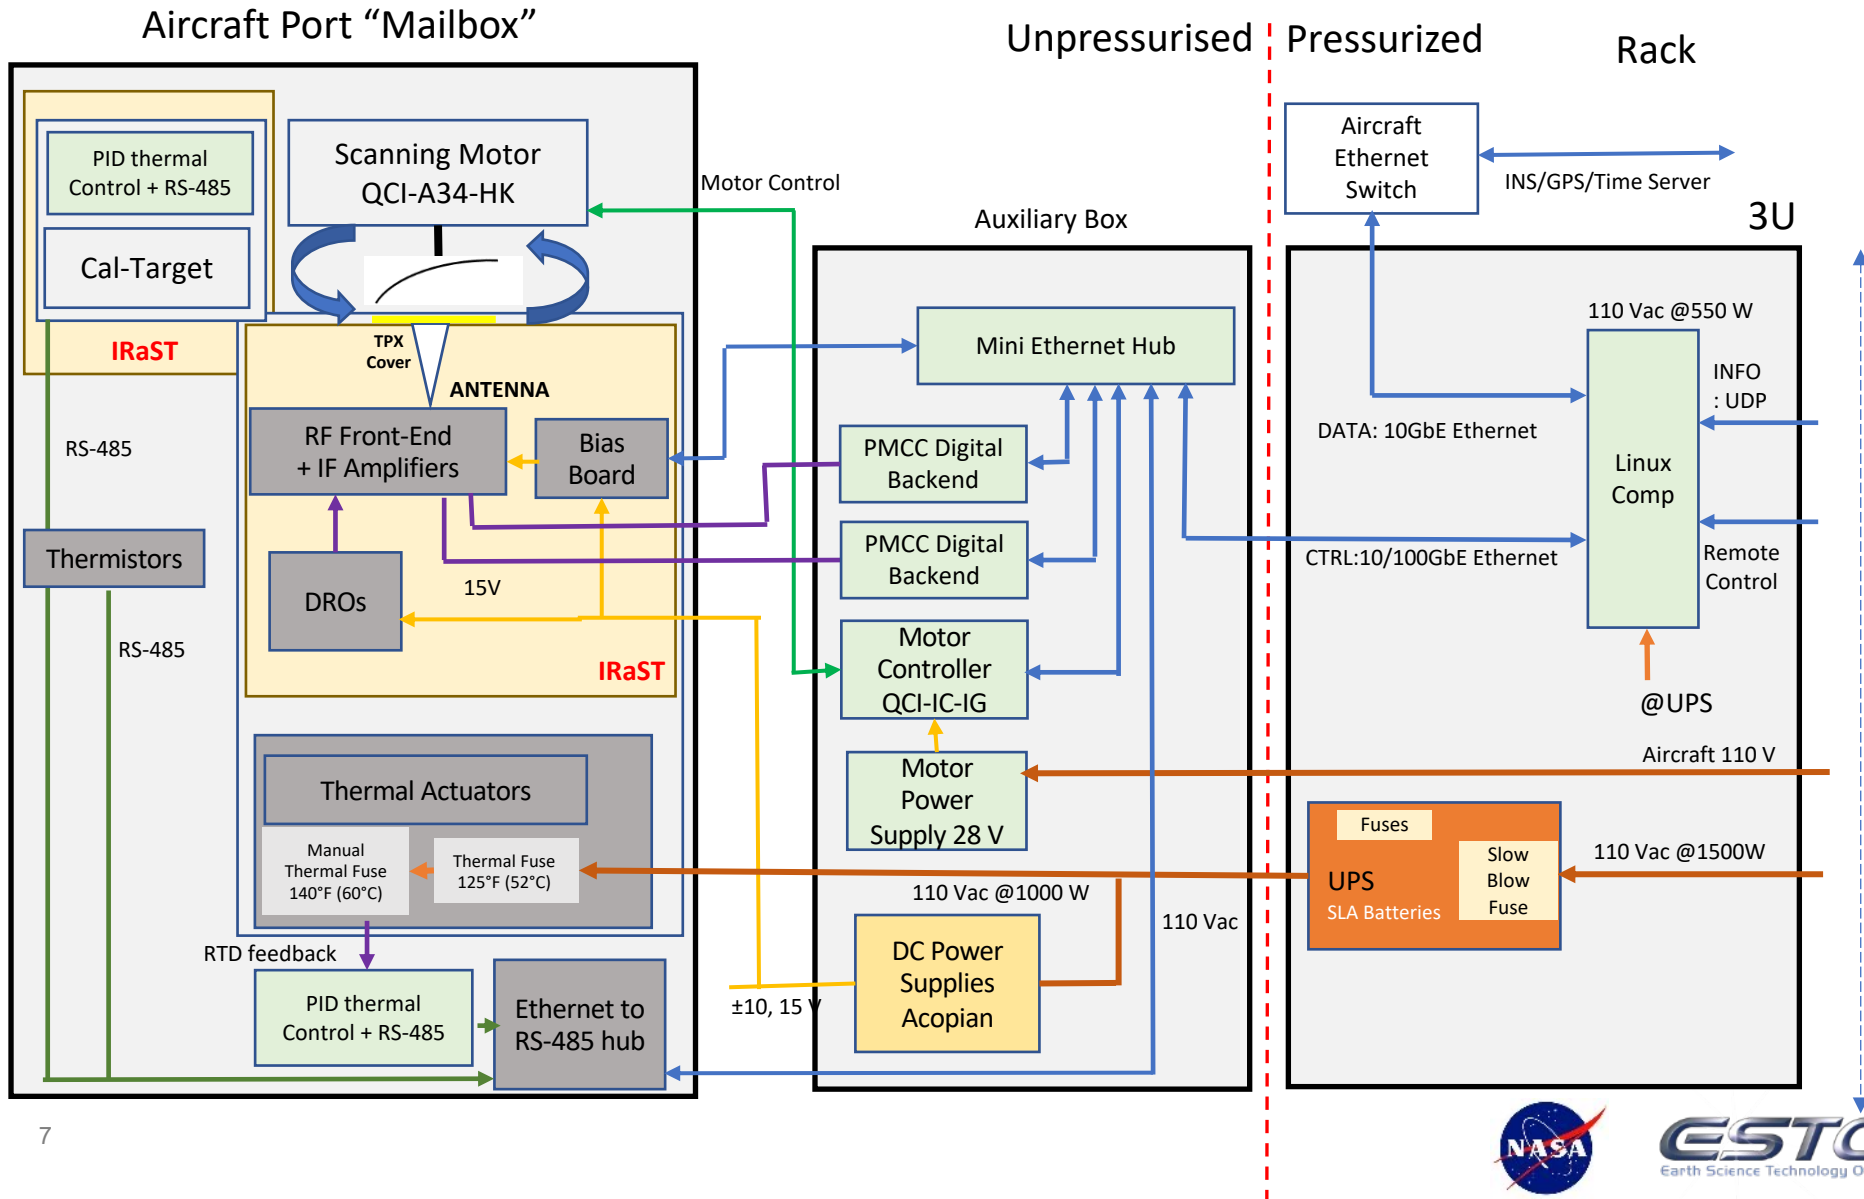 Aircraft Port “Mailbox”
Unpressurised
Pressurized
Rack
PID thermal
Control + RS-485
Cal-Target
IRaST
Scanning Motor
QCI-A34-HK
Motor Control
TPX
Cover
ANTENNA
RF Front-End
+ IF Amplifiers
Bias
Board
DROs
15V
IRaST
RS-485
Thermistors
RS-485
Thermal Actuators
Manual
Thermal Fuse
140°F (60°C)
Thermal Fuse
125°F (52°C)
RTD feedback
PID thermal
Control + RS-485
Ethernet to
RS-485 hub
Auxiliary Box
Mini Ethernet Hub
PMCC Digital
Backend
PMCC Digital
Backend
Motor
Controller
QCI-IC-IG
Motor
Power
Supply 28 V
110 Vac @1000 W
110 Vac
DC Power
Supplies
Acopian
±10, 15 V
Aircraft
Ethernet
Switch
INS/GPS/Time Server
3U
110 Vac @550 W
DATA: 10GbE Ethernet
CTRL:10/100GbE Ethernet
Linux
Comp
INFO
: UDP
Remote
Control
@UPS
Aircraft 110 V
Fuses
UPS
SLA Batteries
Slow
Blow
Fuse
110 Vac @1500W
7
NASA
ESTO
Earth Science Technology O